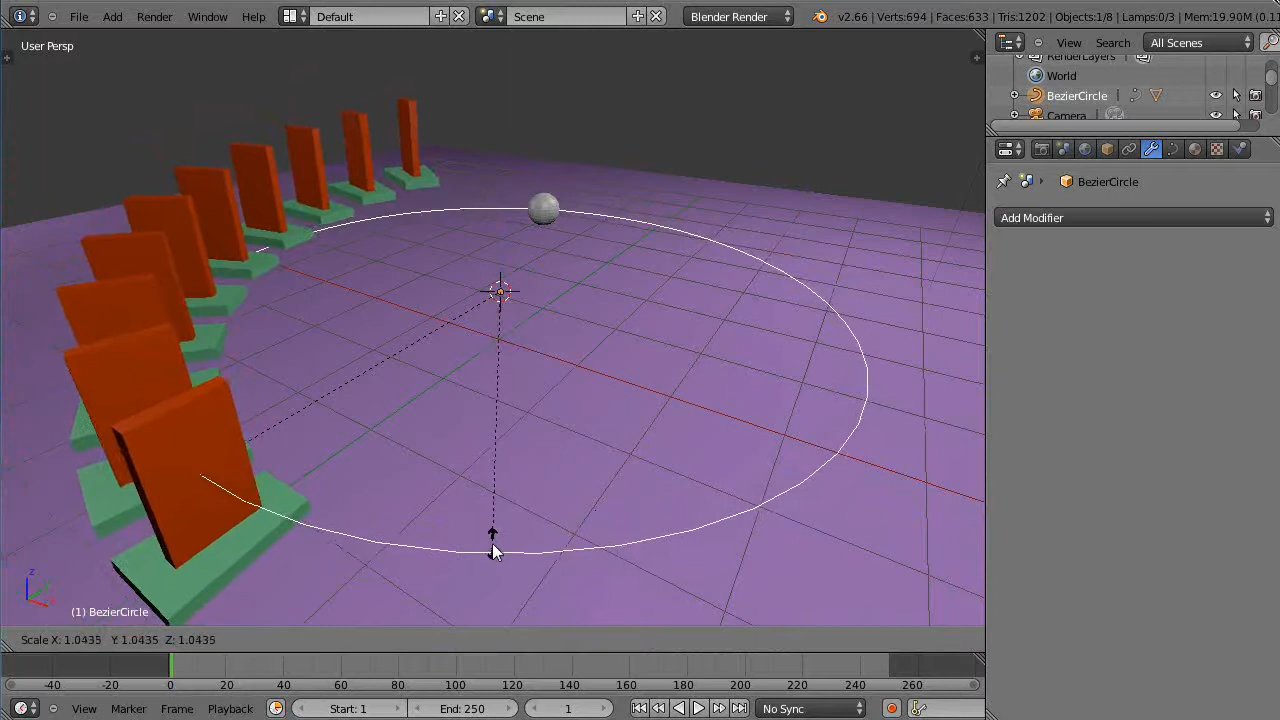 File Add Render Window Help Default Scene Blender Render v2.66 | Verts:694 | Faces:633 | Tris:1202 | Objects:1/8 | Lamps:0/3 | Mem:19.90M (0.11
User Persp
View Search All Scenes
RenderLayers
World
BezierCircle
Camera
BezierCircle
Add Modifier
z
(1) BezierCircle
Scale X: 1.0435 Y: 1.0435 Z: 1.0435
-40 -20 0 20 40 60 80 100 120 140 160 180 200 220 240 260
View Marker Frame Playback Start: 1 End: 250 1 No Sync